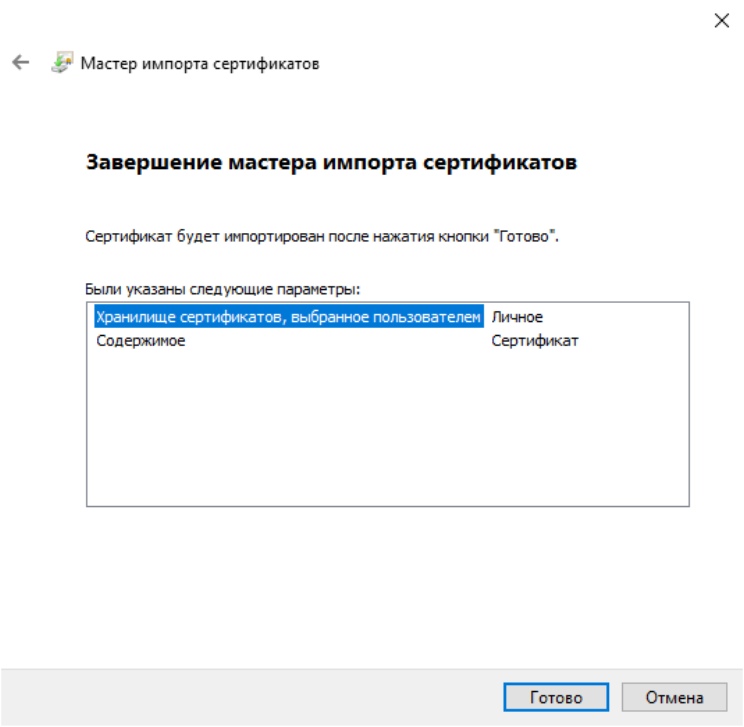 Мастер импорта сертификатов
Завершение мастера импорта сертификатов
Сертификат будет импортирован после нажатия кнопки "Готово".
Были указаны следующие параметры:
Хранилище сертификатов, выбранное пользователем Личное
Содержимое Сертификат
Готово Отмена